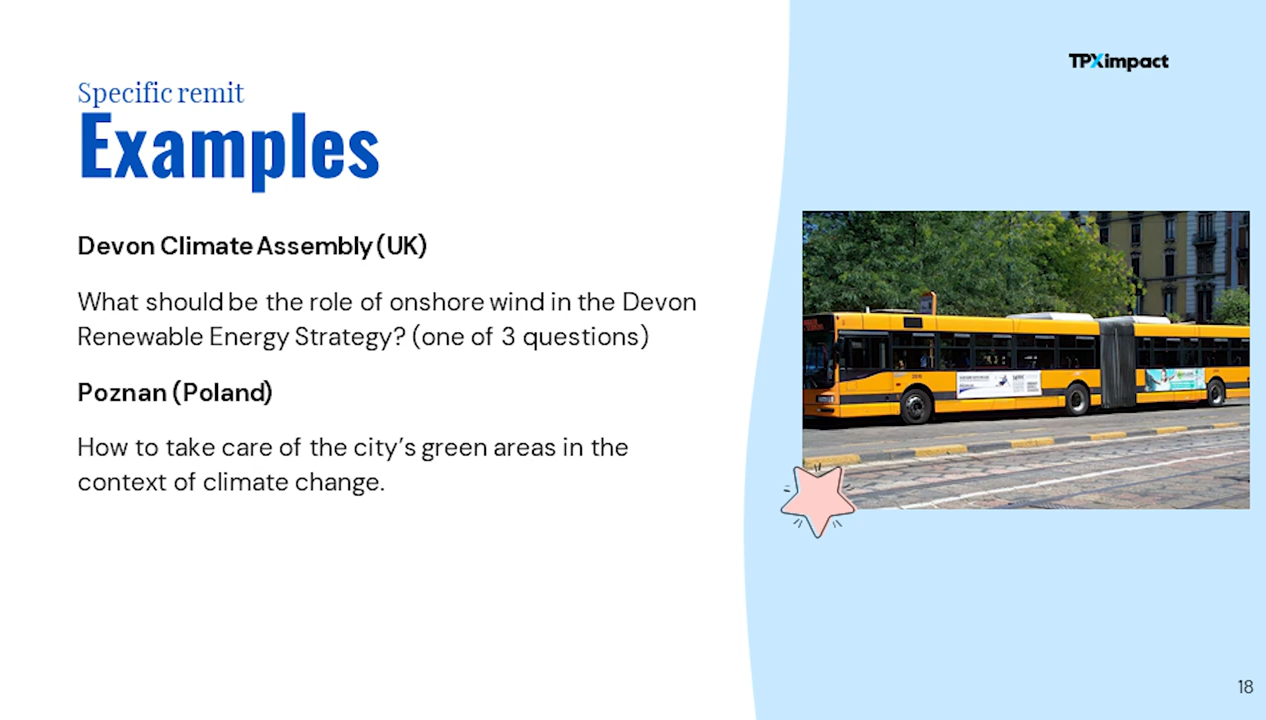 TPXimpact
Specific remit
Examples
Devon Climate Assembly (UK)
What should be the role of onshore wind in the Devon
Renewable Energy Strategy? (one of 3 questions)
Poznan (Poland)
How to take care of the city’s green areas in the
context of climate change.
18